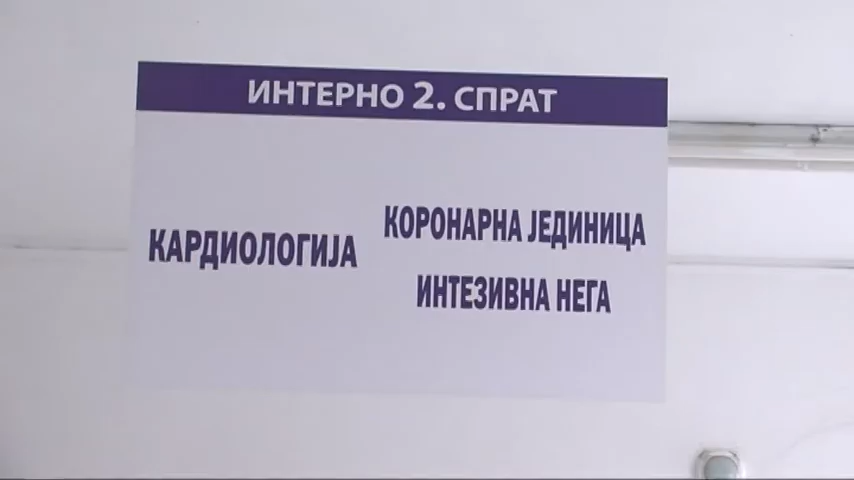 ИНТЕРНО 2. СПРАТ
КАРДИОЛОГИЈА
КОРОНАРНА ЈЕДИНИЦА
ИНТЕЗИВНА НЕГА